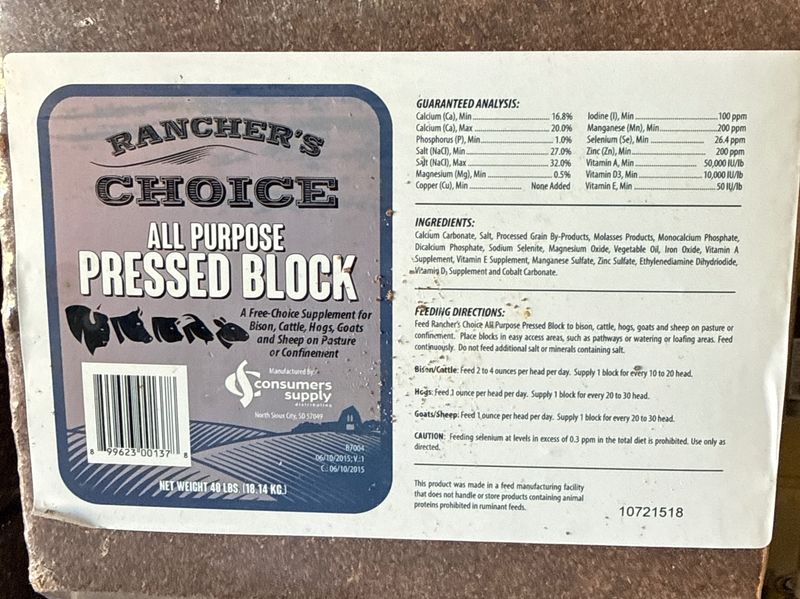 RANCHER'S
CHOICE
ALL PURPOSE
PRESSED BLOCK
A Free-Choice Supplement for
Bison, Cattle, Hogs, Goats
and Sheep on Pasture
or Confinement
Manufactured By:
consumers
supply
distributing
North Sioux City, SD 57049
8 99623 00137 8
B7004
06/10/2015; V.:1
C.: 06/10/2015
NET WEIGHT 40 LBS. (18.14 KG.)
GUARANTEED ANALYSIS:
Calcium (Ca), Min 16.8%
Calcium (Ca), Max 20.0%
Phosphorus (P), Min 1.0%
Salt (NaCl), Min 27.0%
Salt (NaCl), Max 32.0%
Magnesium (Mg), Min 0.5%
Copper (Cu), Min None Added
Iodine (I), Min 100 ppm
Manganese (Mn), Min 200 ppm
Selenium (Se), Min 26.4 ppm
Zinc (Zn), Min 200 ppm
Vitamin A, Min 50,000 IU/lb
Vitamin D3, Min 10,000 IU/lb
Vitamin E, Min 50 IU/lb
INGREDIENTS:
Calcium Carbonate, Salt, Processed Grain By-Products, Molasses Products, Monocalcium Phosphate,
Dicalcium Phosphate, Sodium Selenite, Magnesium Oxide, Vegetable Oil, Iron Oxide, Vitamin A
Supplement, Vitamin E Supplement, Manganese Sulfate, Zinc Sulfate, Ethylenediamine Dihydriodide,
Vitamin D₃ Supplement and Cobalt Carbonate.
FEEDING DIRECTIONS:
Feed Rancher's Choice All Purpose Pressed Block to bison, cattle, hogs, goats and sheep on pasture or
confinement. Place blocks in easy access areas, such as pathways or watering or loafing areas. Feed
continuously. Do not feed additional salt or minerals containing salt.
Bison/Cattle: Feed 2 to 4 ounces per head per day. Supply 1 block for every 10 to 20 head.
Hogs: Feed 1 ounce per head per day. Supply 1 block for every 20 to 30 head.
Goats/Sheep: Feed 1 ounce per head per day. Supply 1 block for every 20 to 30 head.
CAUTION: Feeding selenium at levels in excess of 0.3 ppm in the total diet is prohibited. Use only as
directed.
This product was made in a feed manufacturing facility
that does not handle or store products containing animal
proteins prohibited in ruminant feeds.
10721518